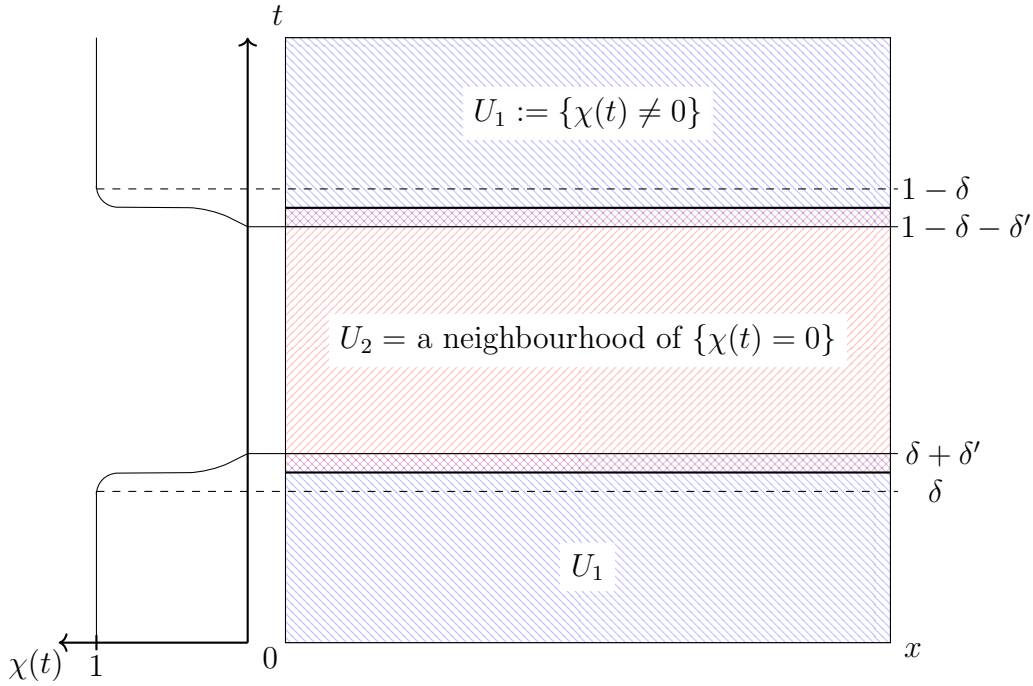 t
U₁ := {χ(t) ≠ 0}
1 − δ
1 − δ − δ′
U₂ = a neighbourhood of {χ(t) = 0}
δ + δ′
δ
U₁
χ(t)
1
0
x